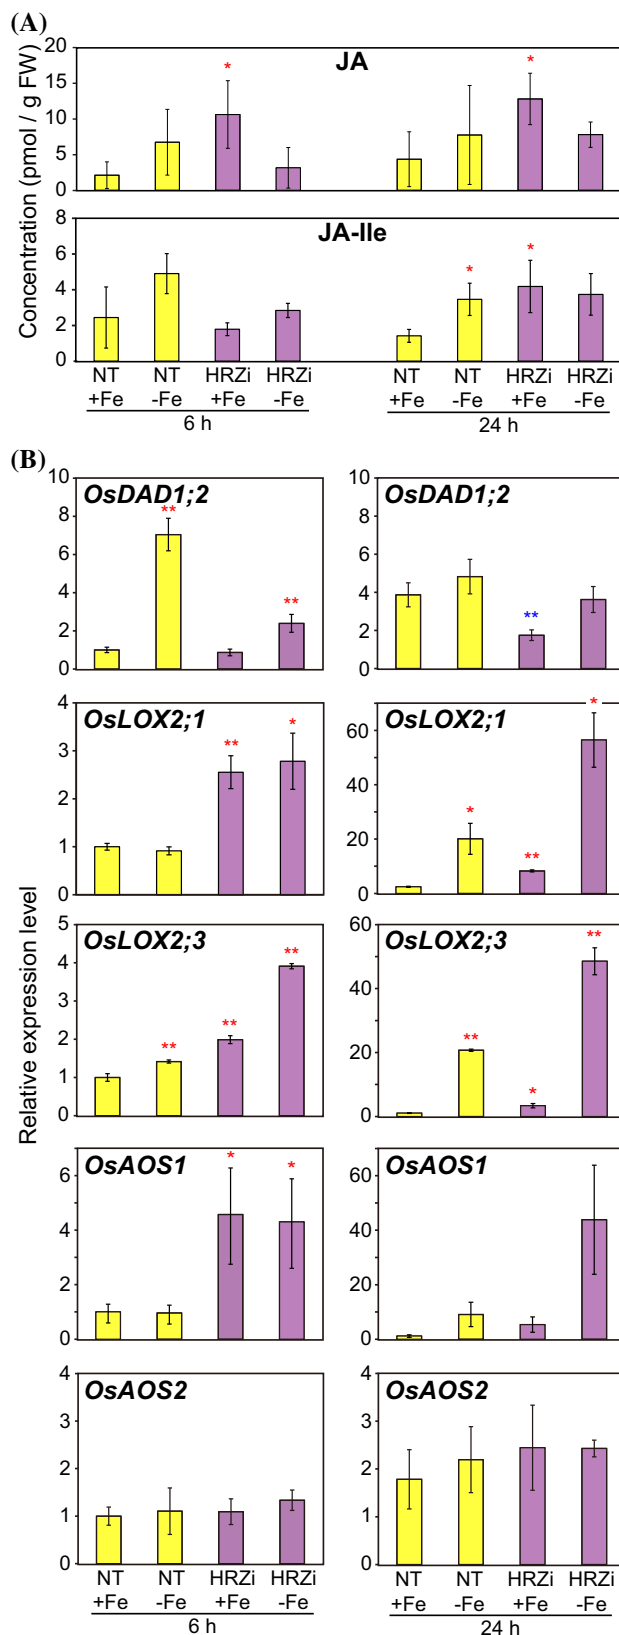 (A)
Concentration (pmol / g FW)
JA
20
15
10
5
0
*
*
JA-Ile
8
6
4
2
0
*
*
NT +Fe
NT -Fe
HRZi +Fe
HRZi -Fe
NT +Fe
NT -Fe
HRZi +Fe
HRZi -Fe
6 h
24 h
(B)
Relative expression level
OsDAD1;2
10
8
6
4
2
0
**
**
OsDAD1;2
10
8
6
4
2
0
**
OsLOX2;1
4
3
2
1
0
**
*
OsLOX2;1
60
40
20
0
*
**
*
OsLOX2;3
5
4
3
2
1
0
**
**
**
OsLOX2;3
60
40
20
0
**
*
**
OsAOS1
6
4
2
0
*
*
OsAOS1
60
40
20
0
OsAOS2
4
3
2
1
0
OsAOS2
4
3
2
1
0
NT +Fe
NT -Fe
HRZi +Fe
HRZi -Fe
NT +Fe
NT -Fe
HRZi +Fe
HRZi -Fe
6 h
24 h